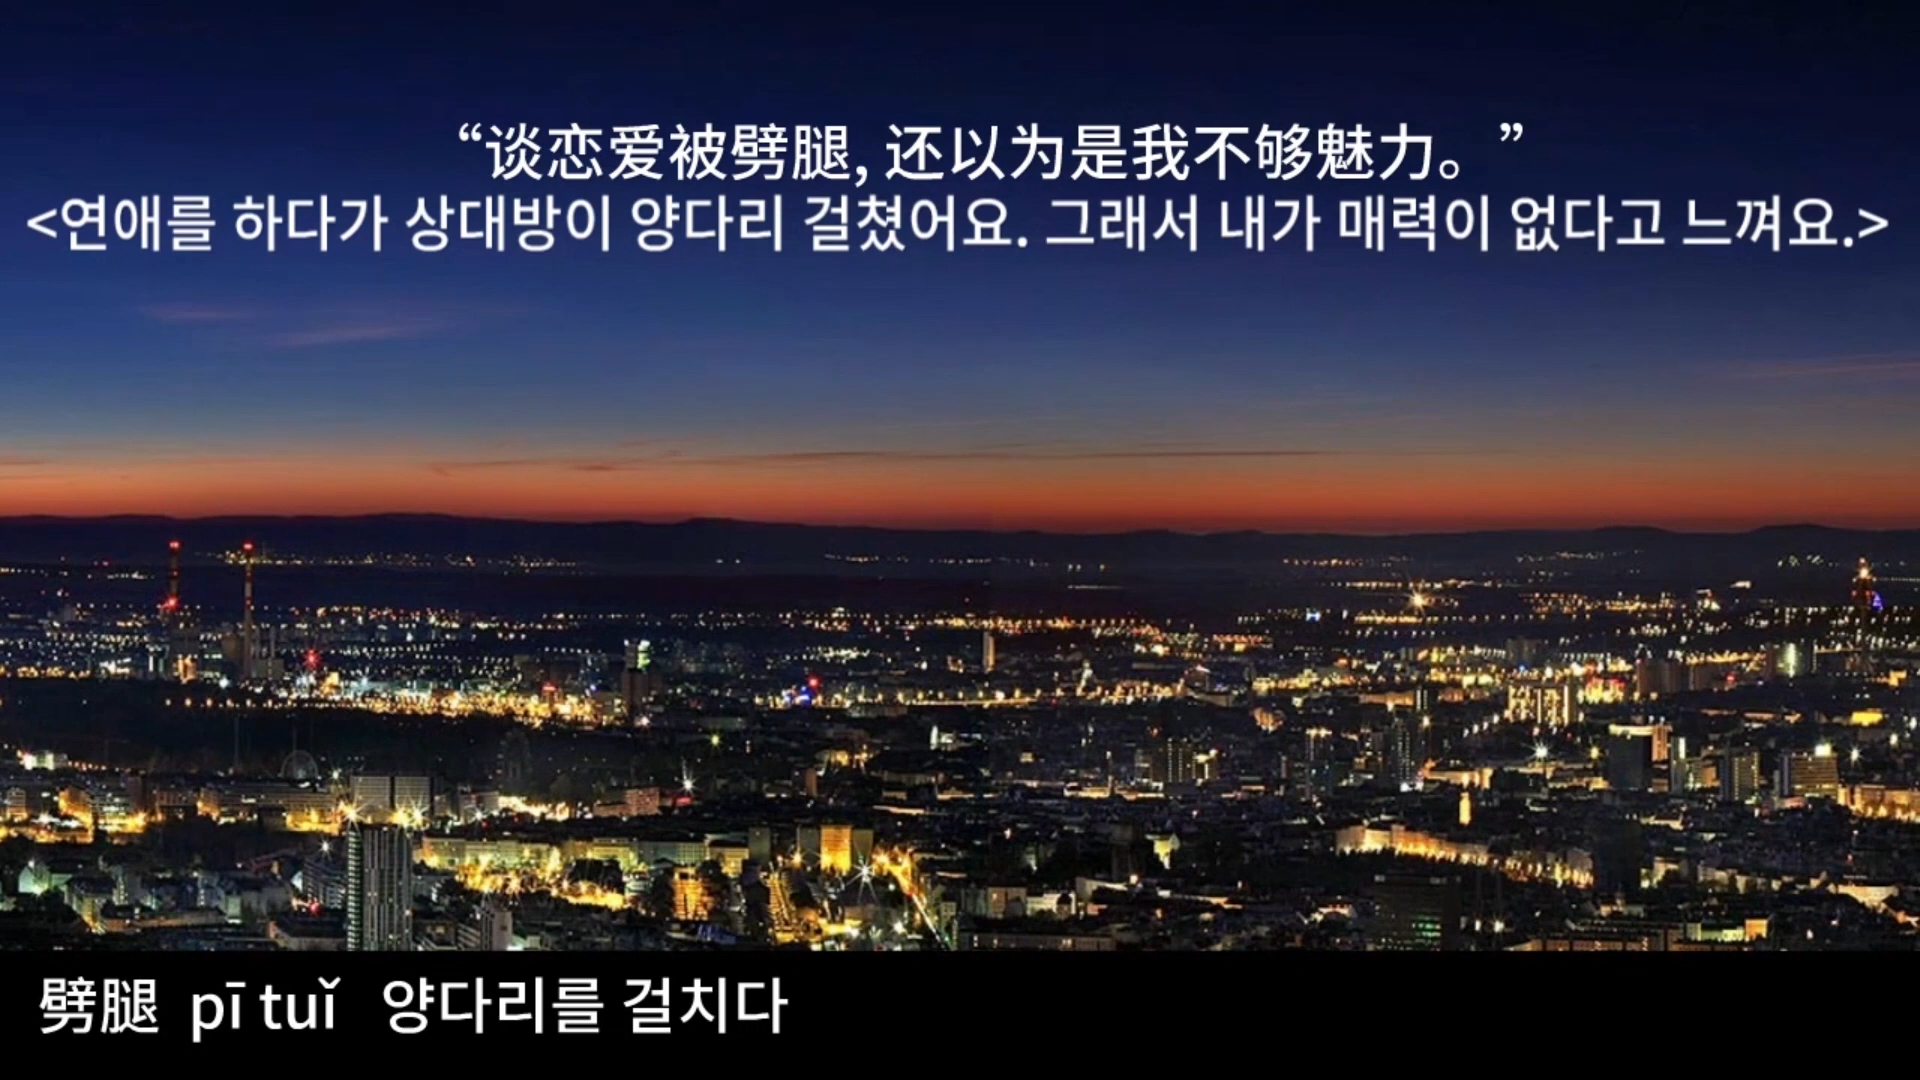 “谈恋爱被劈腿, 还以为是我不够魅力。”
<연애를 하다가 상대방이 양다리 걸쳤어요. 그래서 내가 매력이 없다고 느껴요.>
劈腿 pī tuǐ 양다리를 걸치다